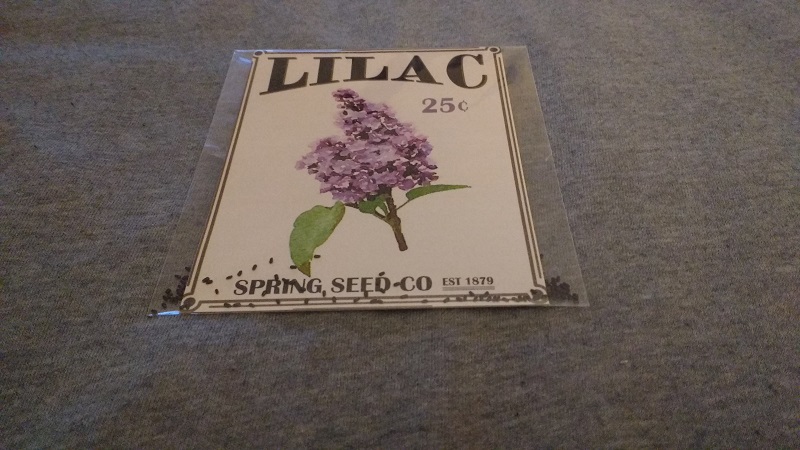 LILAC
25¢
SPRING SEED CO EST 1879